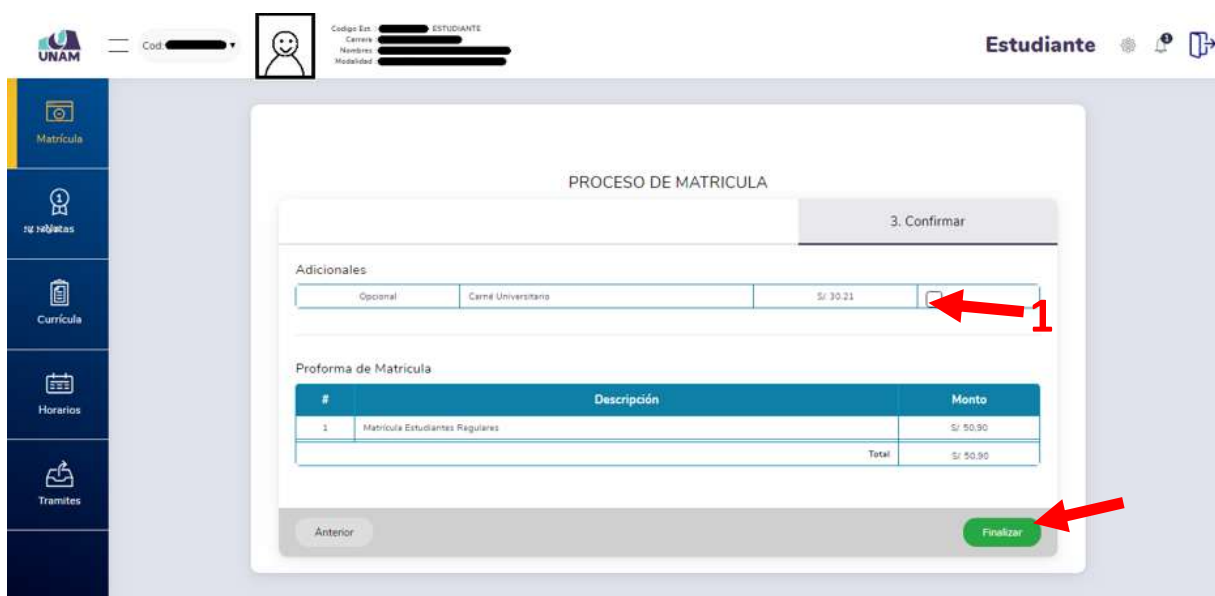 UNAM
Cod:
Codigo Est. : ESTUDIANTE
Carrera :
Nombres :
Modalidad :
Estudiante
Matrícula
Currícula
Horarios
Tramites
PROCESO DE MATRICULA
3. Confirmar
Adicionales
Opcional Carné Universitario S/ 30.21
1
Proforma de Matricula
# Descripción Monto
1 Matrícula Estudiantes Regulares S/ 50.90
Total S/ 50.90
Anterior Finalizar